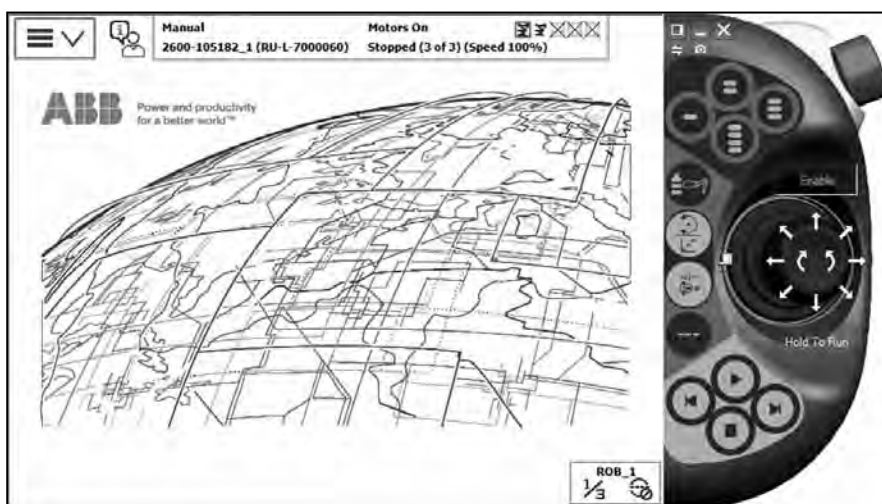 Manual
2600-105182_1 (RU-L-7000060)
Motors On
Stopped (3 of 3) (Speed 100%)
ABB
Power and productivity
for a better world™
Enable
Hold To Run
ROB_1
1/3